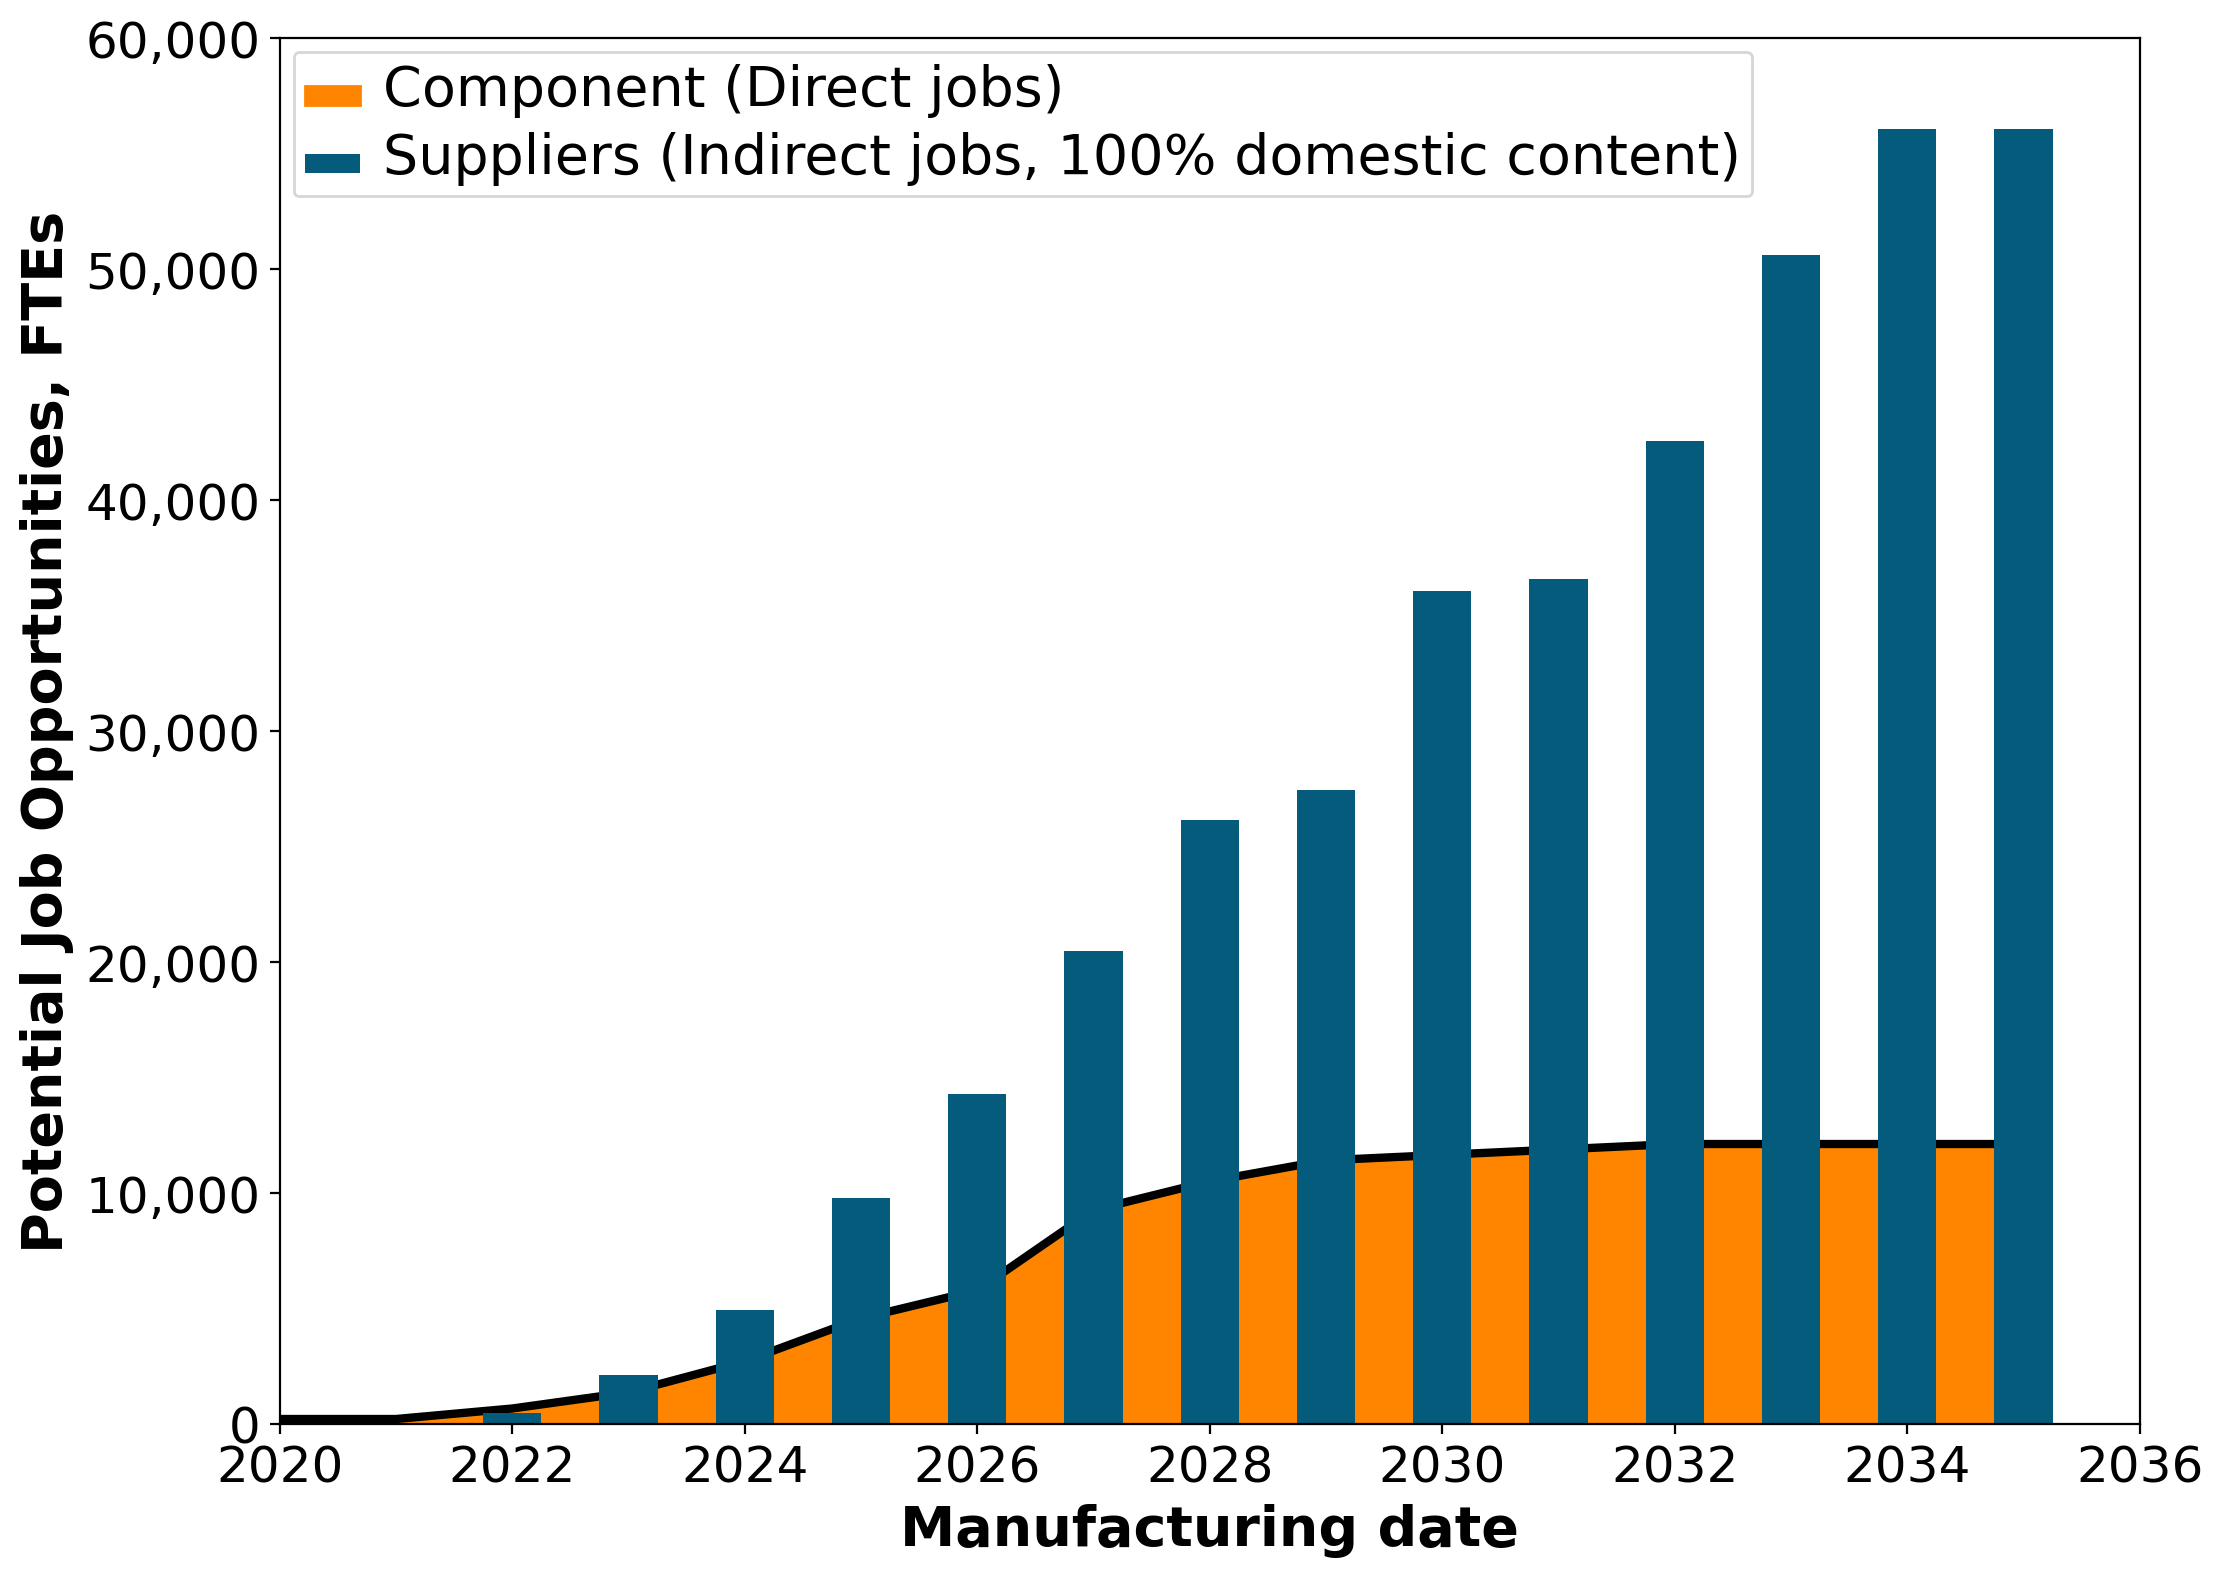 60,000
50,000
40,000
30,000
20,000
10,000
0
Potential Job Opportunities, FTEs
Component (Direct jobs)
Suppliers (Indirect jobs, 100% domestic content)
2020 2022 2024 2026 2028 2030 2032 2034 2036
Manufacturing date